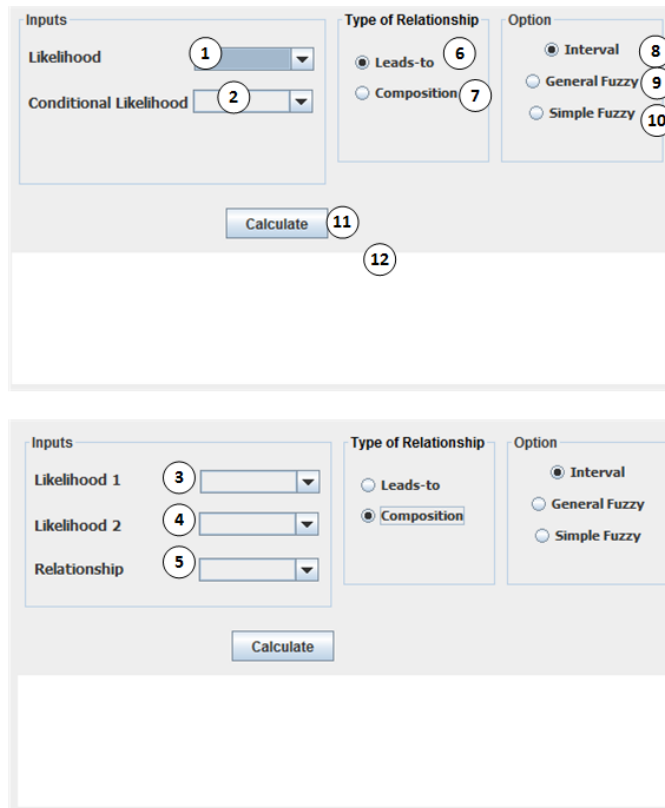 Inputs
Likelihood 1
Conditional Likelihood 2
Type of Relationship
Leads-to 6
Composition 7
Option
Interval 8
General Fuzzy 9
Simple Fuzzy 10
Calculate 11
12
Inputs
Likelihood 1 3
Likelihood 2 4
Relationship 5
Type of Relationship
Leads-to
Composition
Option
Interval
General Fuzzy
Simple Fuzzy
Calculate